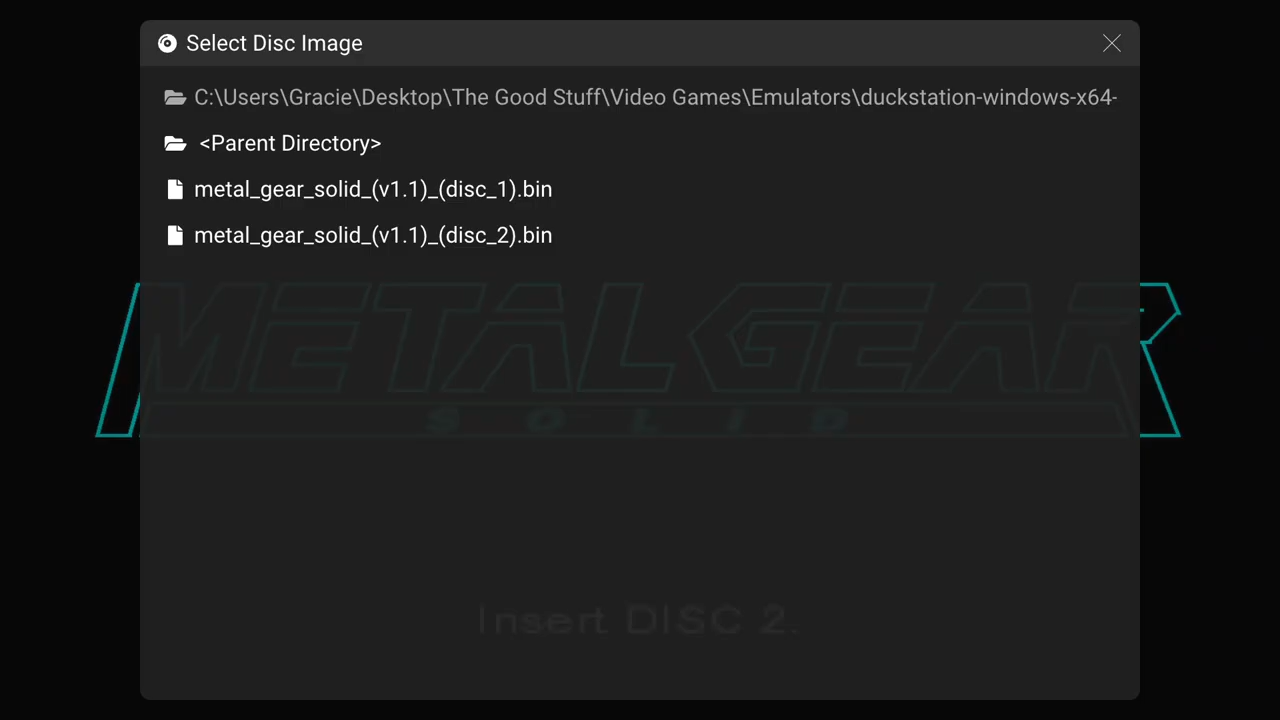 Select Disc Image
C:\Users\Gracie\Desktop\The Good Stuff\Video Games\Emulators\duckstation-windows-x64-
<Parent Directory>
metal_gear_solid_(v1.1)_(disc_1).bin
metal_gear_solid_(v1.1)_(disc_2).bin
METAL GEAR
SOLID
Insert DISC 2.